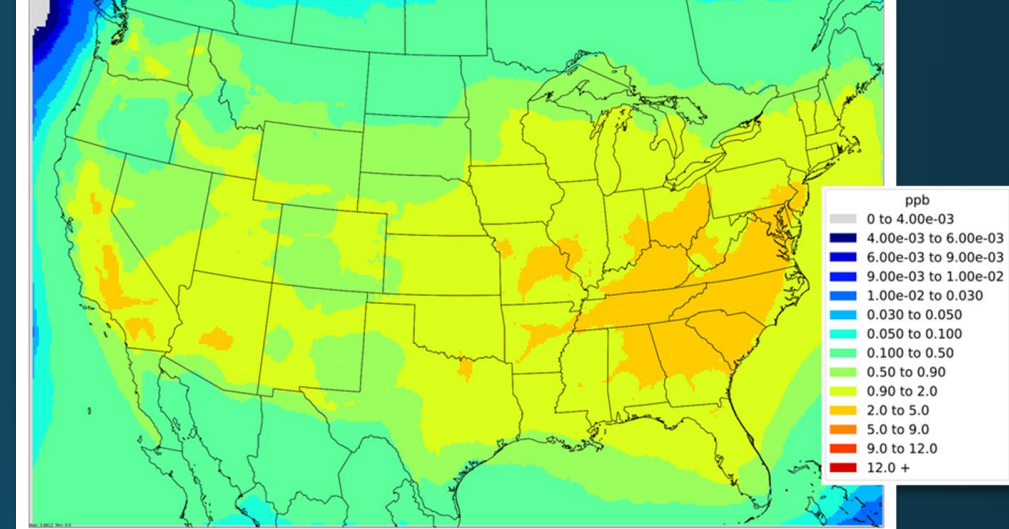 ppb
0 to 4.00e-03
4.00e-03 to 6.00e-03
6.00e-03 to 9.00e-03
9.00e-03 to 1.00e-02
1.00e-02 to 0.030
0.030 to 0.050
0.050 to 0.100
0.100 to 0.50
0.50 to 0.90
0.90 to 2.0
2.0 to 5.0
5.0 to 9.0
9.0 to 12.0
12.0 +